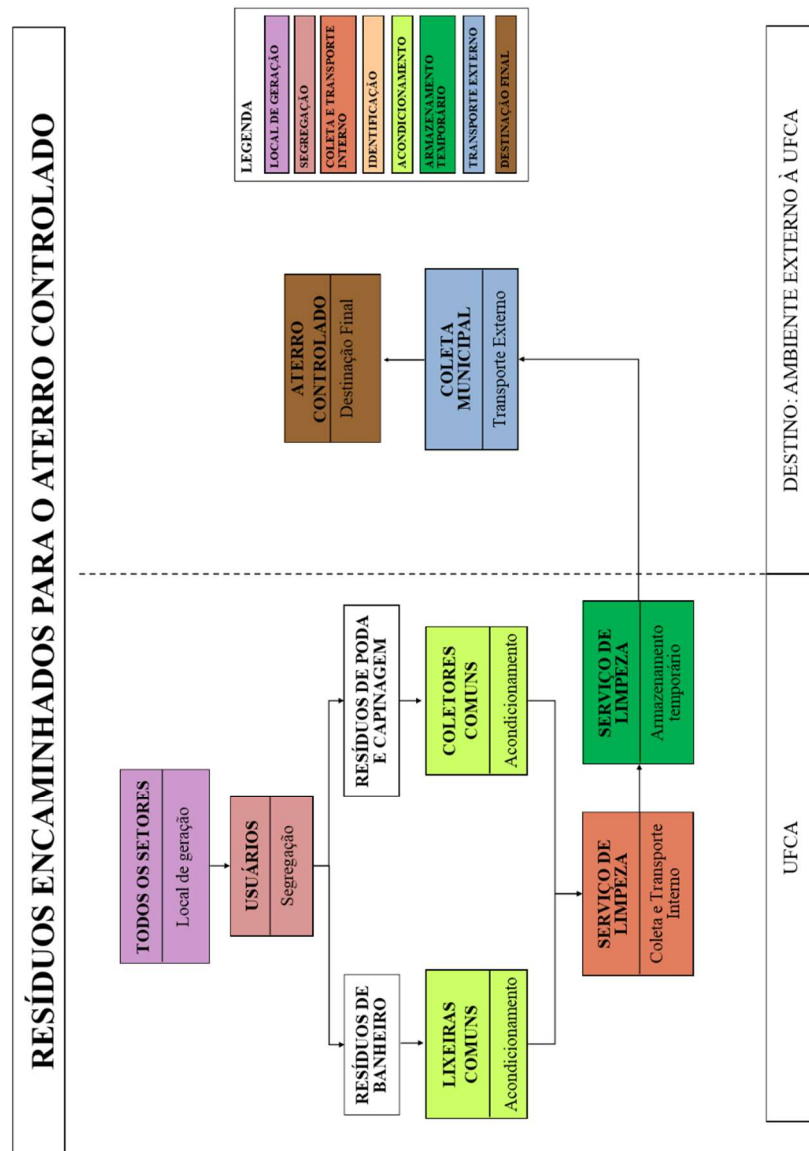 RESÍDUOS ENCAMINHADOS PARA O ATERRO CONTROLADO
TODOS OS SETORES
Local de geração
USUÁRIOS
Segregação
RESÍDUOS DE
BANHEIRO
RESÍDUOS DE PODA
E CAPINAGEM
LIXEIRAS
COMUNS
Acondicionamento
COLETORES
COMUNS
Acondicionamento
SERVIÇO DE
LIMPEZA
Coleta e Transporte
Interno
SERVIÇO DE
LIMPEZA
Armazenamento
temporário
ATERRO
CONTROLADO
Destinação Final
COLETA
MUNICIPAL
Transporte Externo
LEGENDA
LOCAL DE GERAÇÃO
SEGREGAÇÃO
COLETA E TRANSPORTE
INTERNO
IDENTIFICAÇÃO
ACONDICIONAMENTO
ARMAZENAMENTO
TEMPORÁRIO
TRANSPORTE EXTERNO
DESTINAÇÃO FINAL
UFCA
DESTINO: AMBIENTE EXTERNO À UFCA